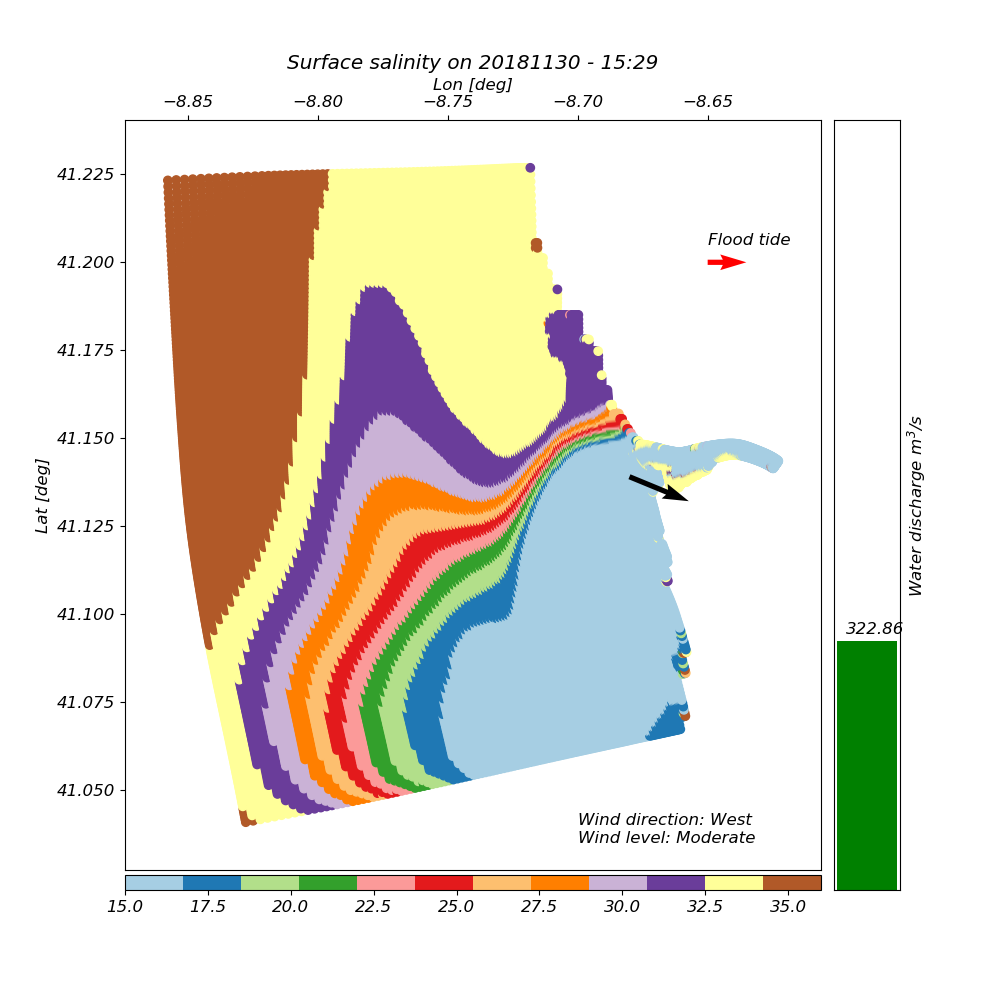 Surface salinity on 20181130 - 15:29
Lon [deg]
−8.85 −8.80 −8.75 −8.70 −8.65
41.225
41.200
41.175
41.150
41.125
41.100
41.075
41.050
Lat [deg]
Flood tide
Wind direction: West
Wind level: Moderate
322.86
Water discharge m³/s
15.0 17.5 20.0 22.5 25.0 27.5 30.0 32.5 35.0